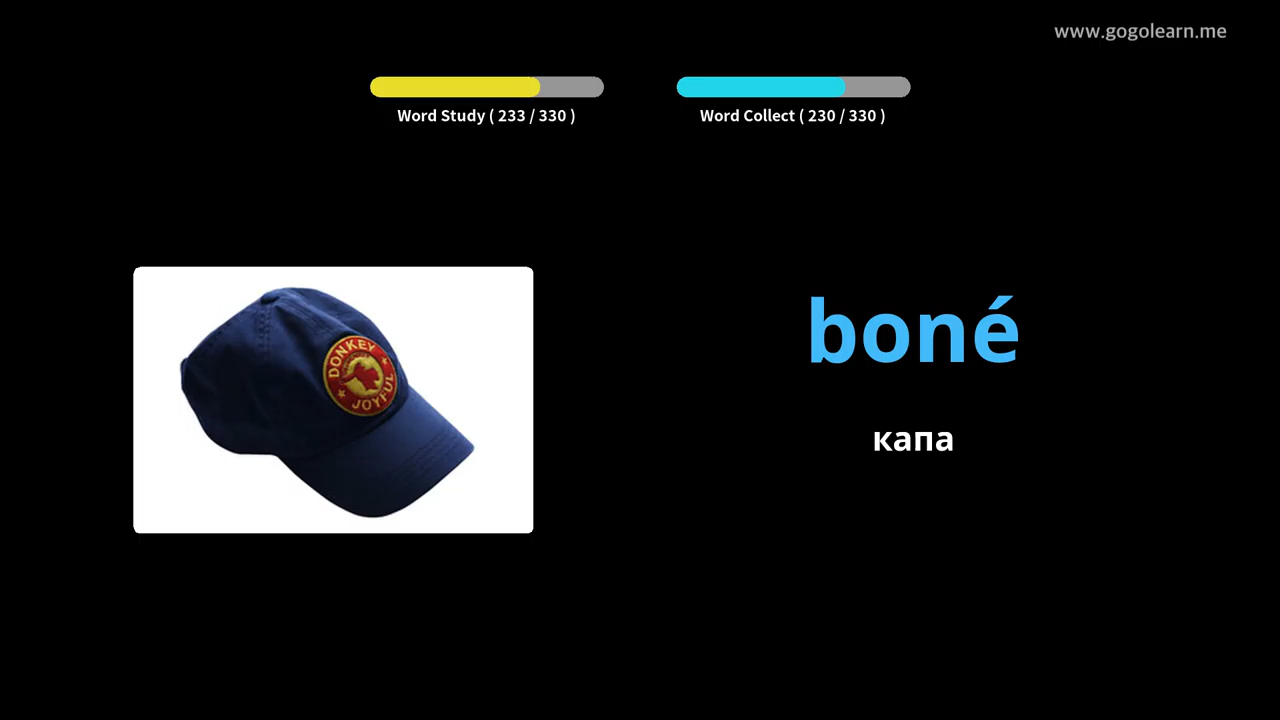 www.gogolearn.me
Word Study ( 233 / 330 )
Word Collect ( 230 / 330 )
DONKEY
JOYFUL
boné
капа